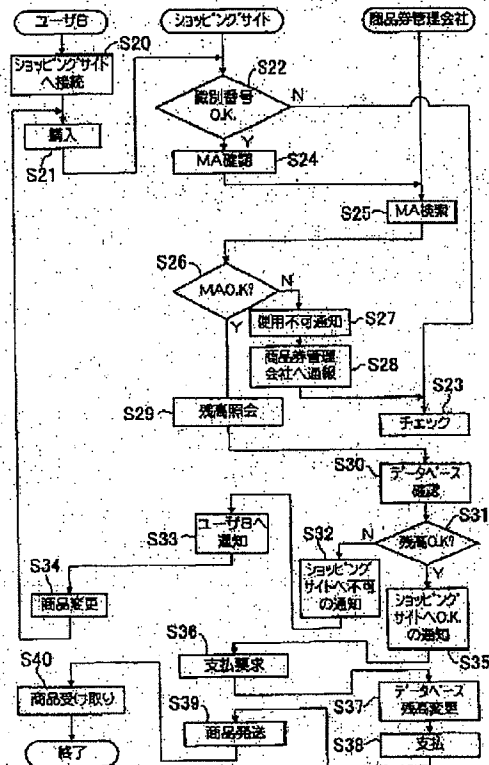 ユーザB
ショッピングサイト
商品券管理会社
S20
ショッピングサイト
へ接続
S22
識別番号
O.K.
N
Y
購入
S21
MA確認
S24
S25
MA検索
S26
MAO.K?
N
Y
使用不可通知
S27
商品券管理
会社へ通報
S28
S23
チェック
S29
残高照会
S30
データベース
確認
S31
残高O.K?
N
Y
S33
ユーザBへ
通知
S32
ショッピング
サイトへ不可
の通知
S34
商品変更
ショッピング
サイトへO.K.
の通知
S35
S36
支払要求
S40
商品受け取り
S39
商品発送
データベース
残高変更
S37
S38
支払
終了